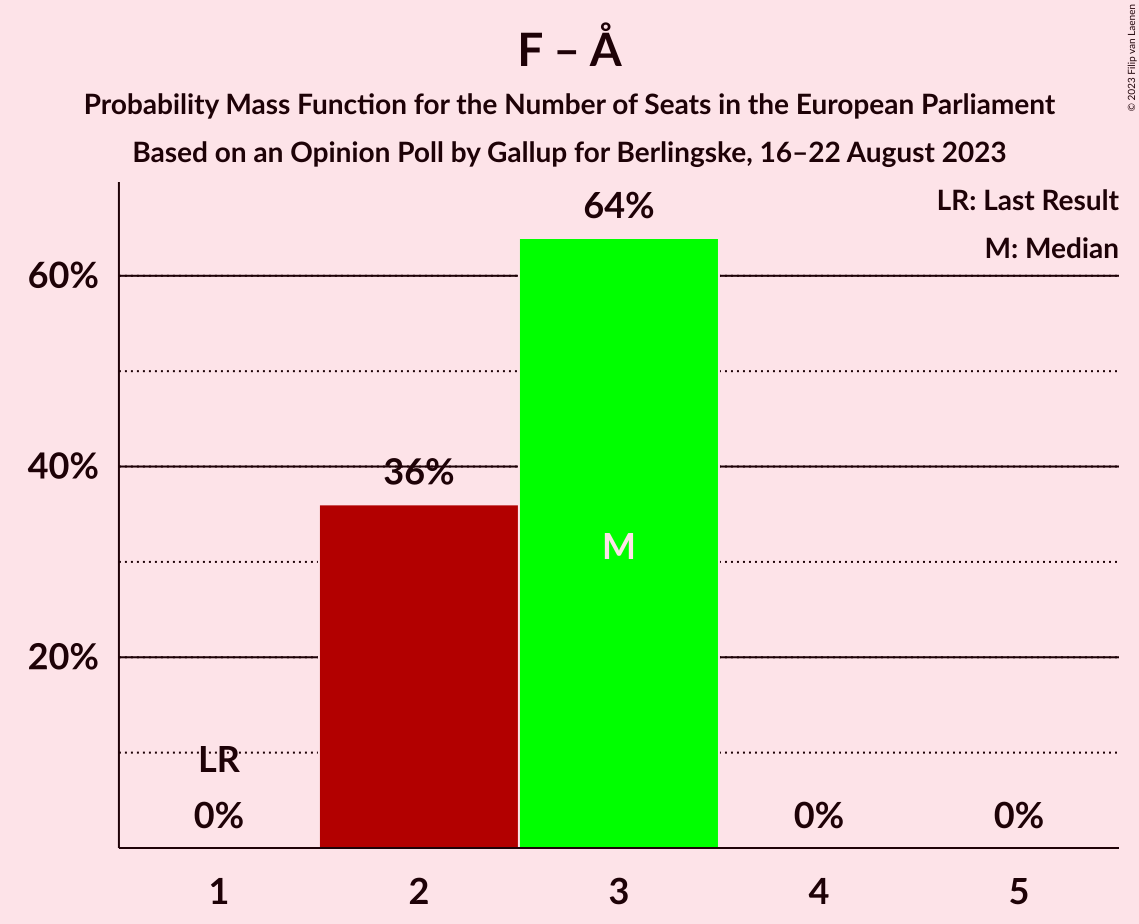 F – Å
Probability Mass Function for the Number of Seats in the European Parliament
Based on an Opinion Poll by Gallup for Berlingske, 16–22 August 2023
© 2023 Filip van Laenen
LR: Last Result
M: Median
64%
60%
40%
36%
M
20%
LR
0%
0%
0%
1
2
3
4
5